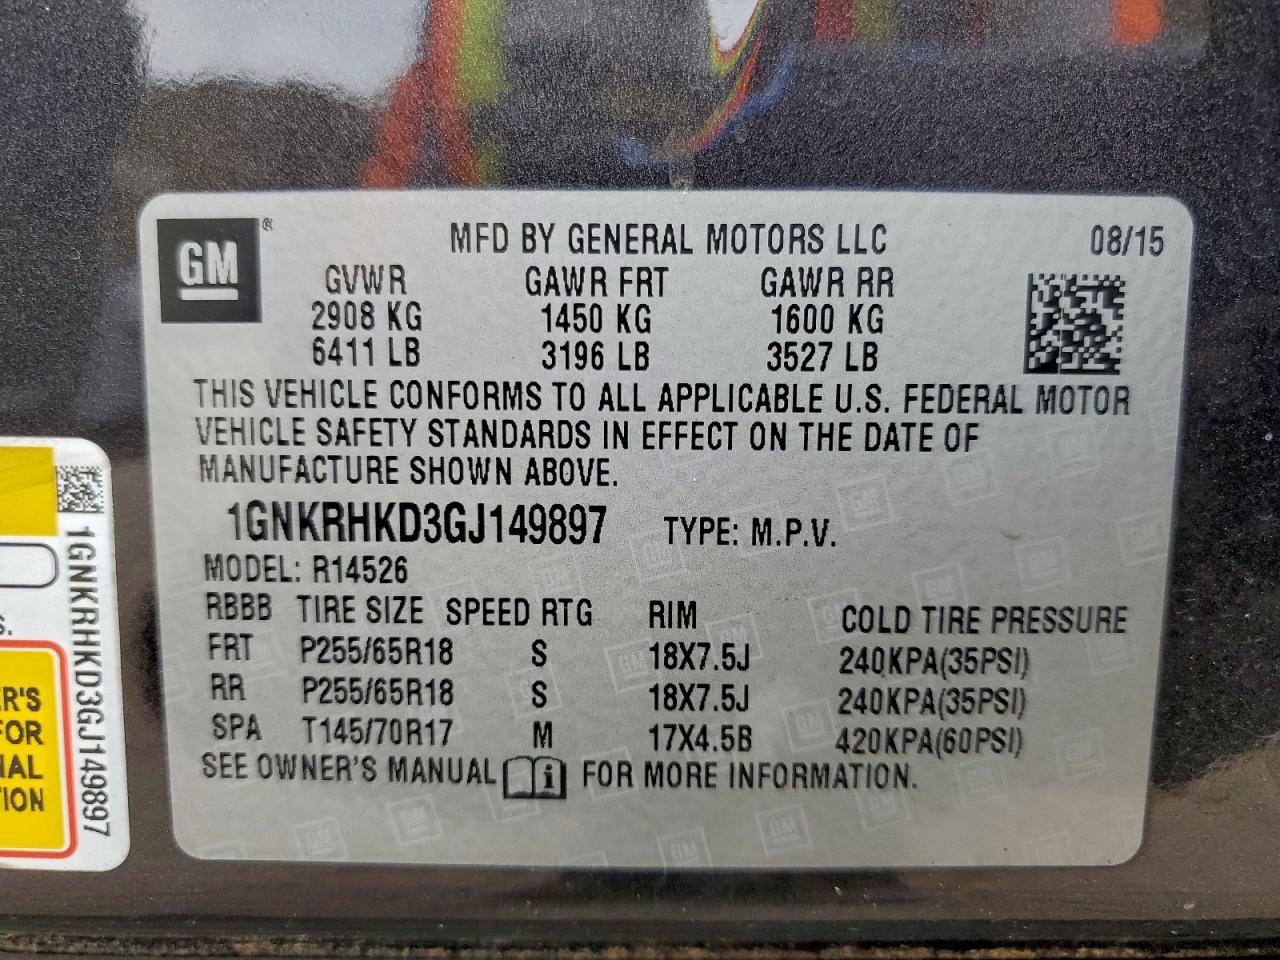 GM ®
MFD BY GENERAL MOTORS LLC 08/15
GVWR GAWR FRT GAWR RR
2908 KG 1450 KG 1600 KG
6411 LB 3196 LB 3527 LB
THIS VEHICLE CONFORMS TO ALL APPLICABLE U.S. FEDERAL MOTOR
VEHICLE SAFETY STANDARDS IN EFFECT ON THE DATE OF
MANUFACTURE SHOWN ABOVE.
1GNKRHKD3GJ149897 TYPE: M.P.V.
MODEL: R14526
RBBB TIRE SIZE SPEED RTG RIM COLD TIRE PRESSURE
FRT P255/65R18 S 18X7.5J 240KPA(35PSI)
RR P255/65R18 S 18X7.5J 240KPA(35PSI)
SPA T145/70R17 M 17X4.5B 420KPA(60PSI)
SEE OWNER'S MANUAL i FOR MORE INFORMATION.
1GNKRHKD3GJ149897
S.
ER'S
FOR
NAL
TION